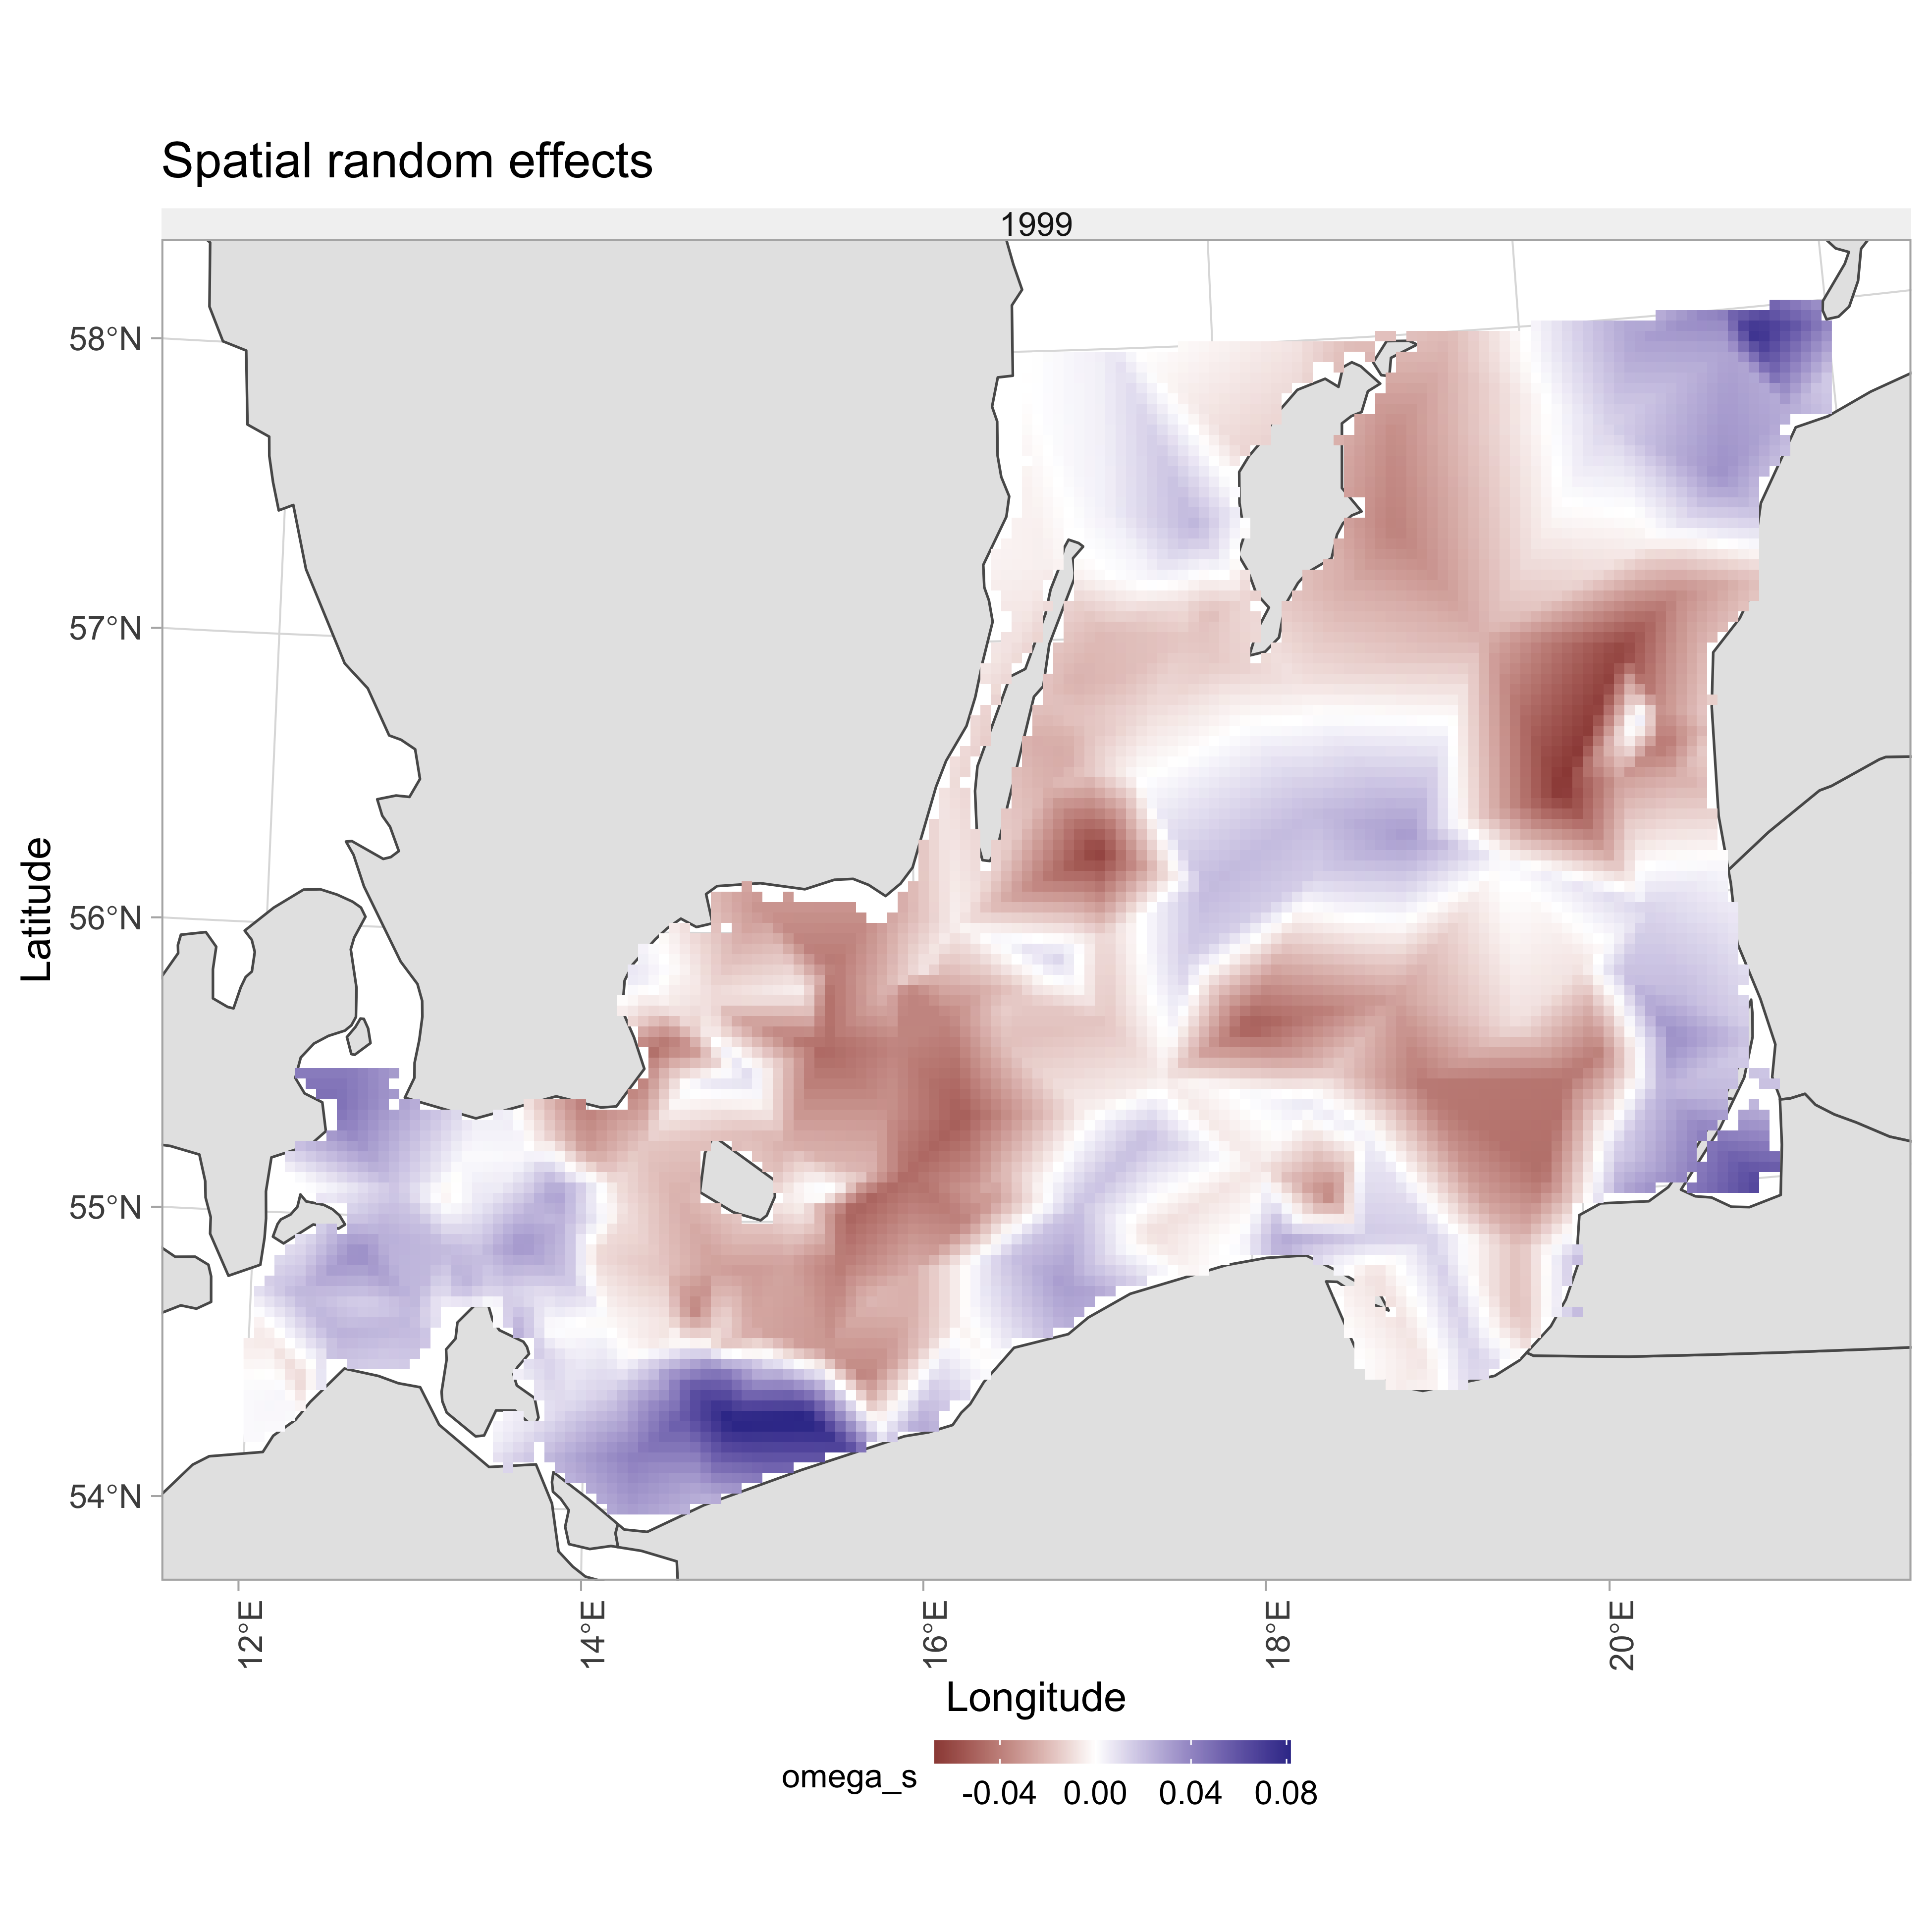 Spatial random effects
1999
58°N
57°N
56°N
55°N
54°N
Latitude
12°E
14°E
16°E
18°E
20°E
Longitude
omega_s
-0.04 0.00 0.04 0.08